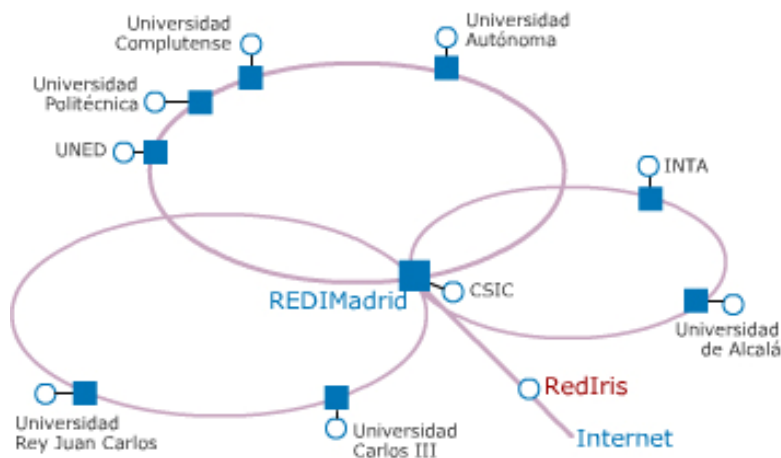 Universidad
Complutense
Universidad
Autónoma
Universidad
Politécnica
UNED
INTA
REDIMadrid
CSIC
Universidad
de Alcalá
RedIris
Universidad
Rey Juan Carlos
Universidad
Carlos III
Internet